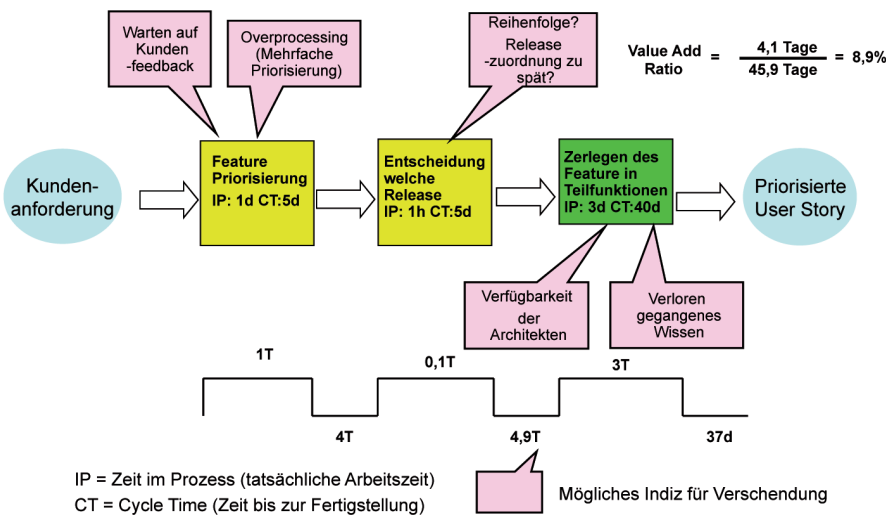 Warten
auf
Kunden
-feedback
Overprocessing
(Mehrfache
Priorisierung)
Reihenfolge?
Release
-zuordnung zu
spät?
Value Add
Ratio
=
4,1 Tage
45,9 Tage
= 8,9%
Kunden-
anforderung
Feature
Priorisierung
IP: 1d CT:5d
Entscheidung
welche
Release
IP: 1h CT:5d
Zerlegen des
Feature in
Teilfunktionen
IP: 3d CT:40d
Priorisierte
User Story
Verfügbarkeit
der
Architekten
Verloren
gegangenes
Wissen
1T
0,1T
3T
4T
4,9T
37d
IP = Zeit im Prozess (tatsächliche Arbeitszeit)
CT = Cycle Time (Zeit bis zur Fertigstellung)
Mögliches Indiz für Verschendung